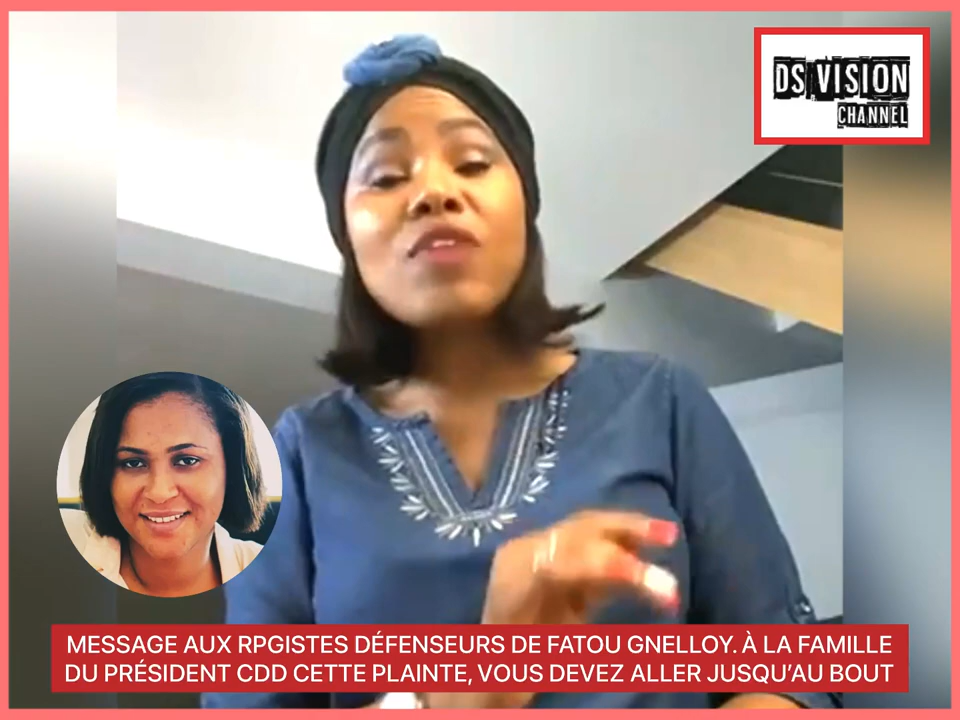 DS VISION
CHANNEL
MESSAGE AUX RPGISTES DÉFENSEURS DE FATOU GNELLOY. À LA FAMILLE
DU PRÉSIDENT CDD CETTE PLAINTE, VOUS DEVEZ ALLER JUSQU'AU BOUT